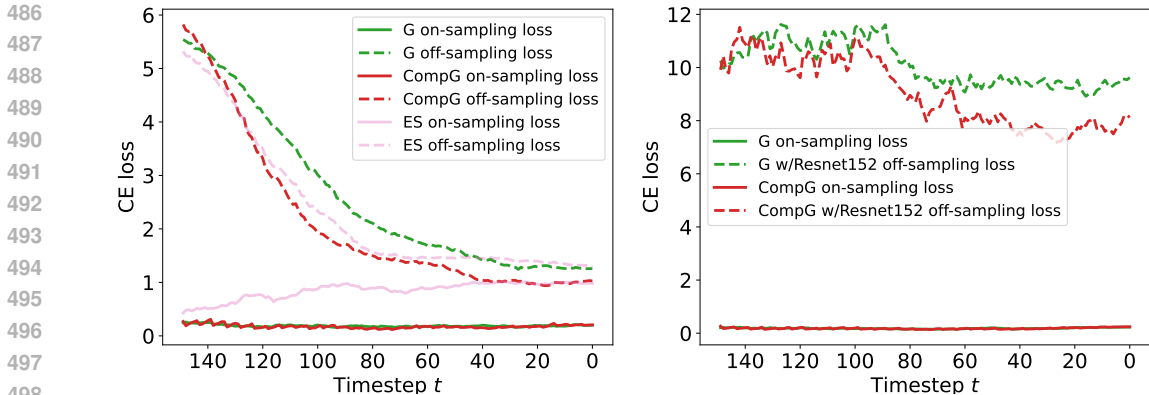 486
487
488
489
490
491
492
493
494
495
496
497
498
6
5
4
3
2
1
0
CE loss
G on-sampling loss
G off-sampling loss
CompG on-sampling loss
CompG off-sampling loss
ES on-sampling loss
ES off-sampling loss
140 120 100 80 60 40 20 0
Timestep t
12
10
8
6
4
2
0
CE loss
G on-sampling loss
G w/Resnet152 off-sampling loss
CompG on-sampling loss
CompG w/Resnet152 off-sampling loss
140 120 100 80 60 40 20 0
Timestep t